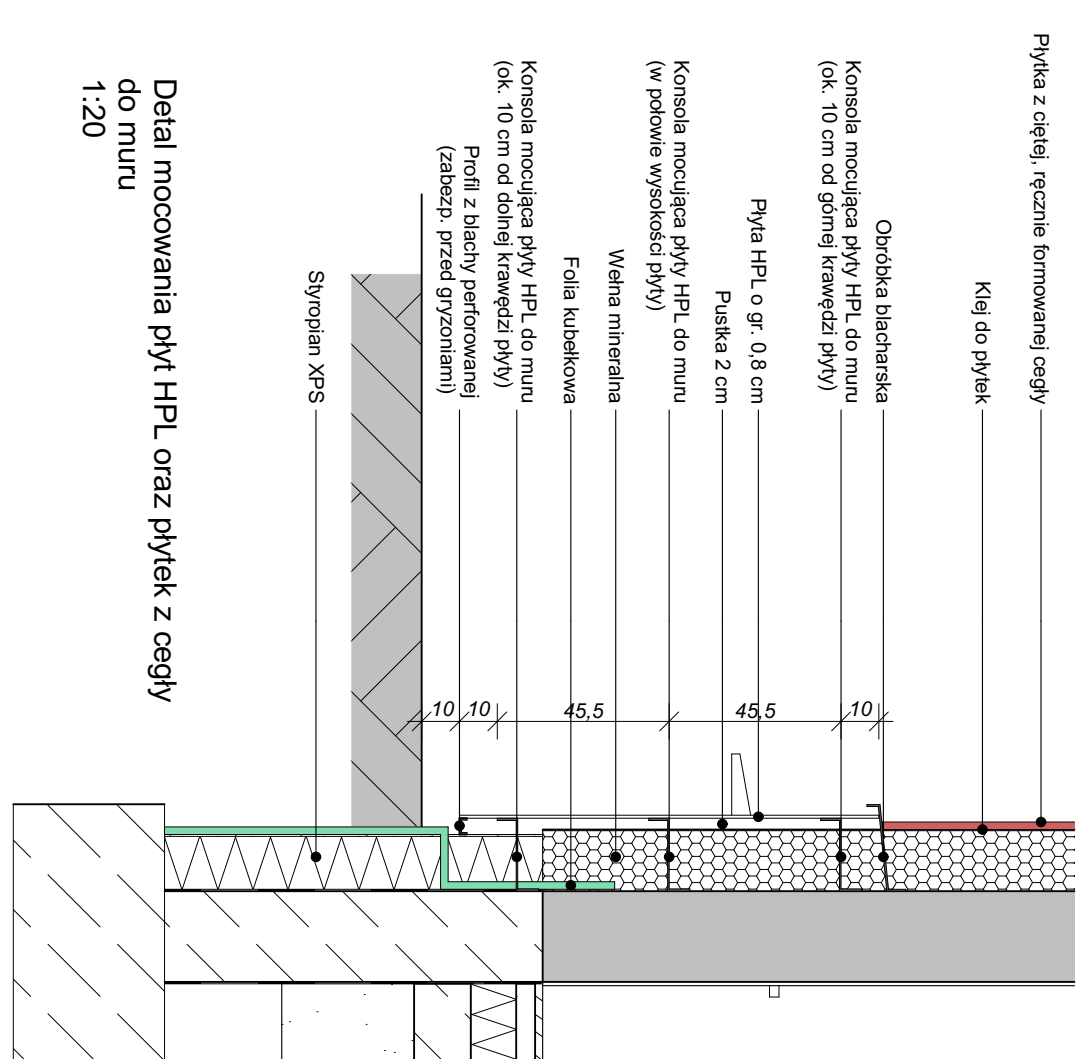 Płytka z ciętej, ręcznie formowanej cegły
Klej do płytek
Obróbka blacharska
Konsola mocująca płyty HPL do muru
(ok. 10 cm od górnej krawędzi płyty)
Płyta HPL o gr. 0,8 cm
Pustka 2 cm
Konsola mocująca płyty HPL do muru
(w połowie wysokości płyty)
Wełna mineralna
Folia kubełkowa
Konsola mocująca płyty HPL do muru
(ok. 10 cm od dolnej krawędzi płyty)
Profil z blachy perforowanej
(zabezp. przed gryzoniami)
Styropian XPS
10
10
45,5
45,5
10
Detal mocowania płyt HPL oraz płytek z cegły
do muru
1:20